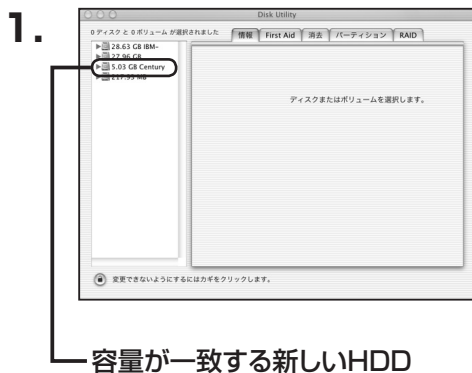 1.
Disk Utility
0 ディスク と 0 ボリューム が選択されました
情報 First Aid 消去 パーティション RAID
28.63 GB IBM-
27.96 GB
5.03 GB Century
217.93 MB
ディスクまたはボリュームを選択します。
変更できないようにするにはカギをクリックします。
容量が一致する新しいHDD